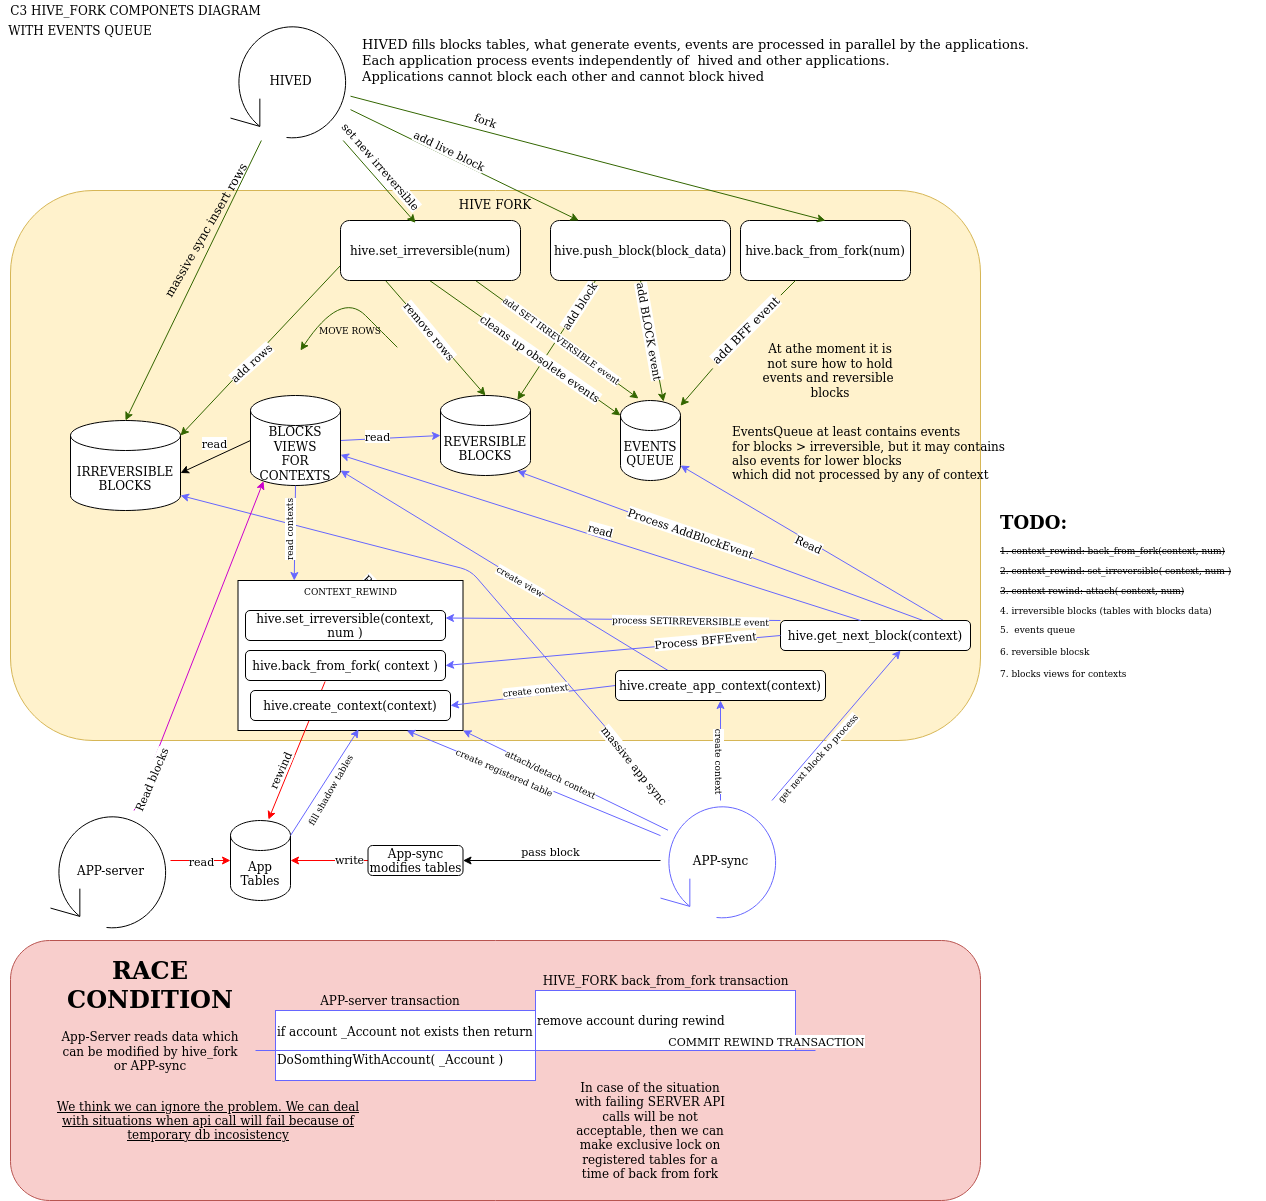 C3 HIVE_FORK COMPONETS DIAGRAM
WITH EVENTS QUEUE
HIVED
HIVED fills blocks tables, what generate events, events are processed in parallel by the applications.
Each application process events independently of hived and other applications.
Applications cannot block each other and cannot block hived
fork
add live block
set new irreversible
massive sync insert rows
HIVE FORK
hive.set_irreversible(num)
hive.push_block(block_data)
hive.back_from_fork(num)
add block
add BLOCK event
add SET IRREVERSIBLE event
cleans up obsolete events
remove rows
add BFF event
MOVE ROWS
add rows
At athe moment it is
not sure how to hold
events and reversible
blocks
IRREVERSIBLE
BLOCKS
read
BLOCKS
VIEWS
FOR
CONTEXTS
read
REVERSIBLE
BLOCKS
EVENTS
QUEUE
EventsQueue at least contains events
for blocks > irreversible, but it may contains
also events for lower blocks
which did not processed by any of context
read contexts
Process AddBlockEvent
read
Read
create view
TODO:
1. context_rewind: back_from_fork(context, num)
2. context_rewind: set_irreversible( context, num )
3. context rewind: attach( context, num)
4. irreversible blocks (tables with blocks data)
5. events queue
6. reversible blocsk
7. blocks views for contexts
CONTEXT_REWIND
hive.set_irreversible(context,
num )
hive.back_from_fork( context )
hive.create_context(context)
process SETIRREVERSIBLE event
Process BFFEvent
hive.get_next_block(context)
create context
hive.create_app_context(context)
massive app sync
create context
get next block to process
attach/detach context
create registered table
Read blocks
rewind
fill shadow tables
APP-server
read
App
Tables
write
App-sync
modifies tables
pass block
APP-sync
RACE
CONDITION
App-Server reads data which
can be modified by hive_fork
or APP-sync
We think we can ignore the problem. We can deal
with situations when api call will fail because of
temporary db incosistency
APP-server transaction
if account _Account not exists then return
DoSomthingWithAccount( _Account )
HIVE_FORK back_from_fork transaction
remove account during rewind
COMMIT REWIND TRANSACTION
In case of the situation
with failing SERVER API
calls will be not
acceptable, then we can
make exclusive lock on
registered tables for a
time of back from fork